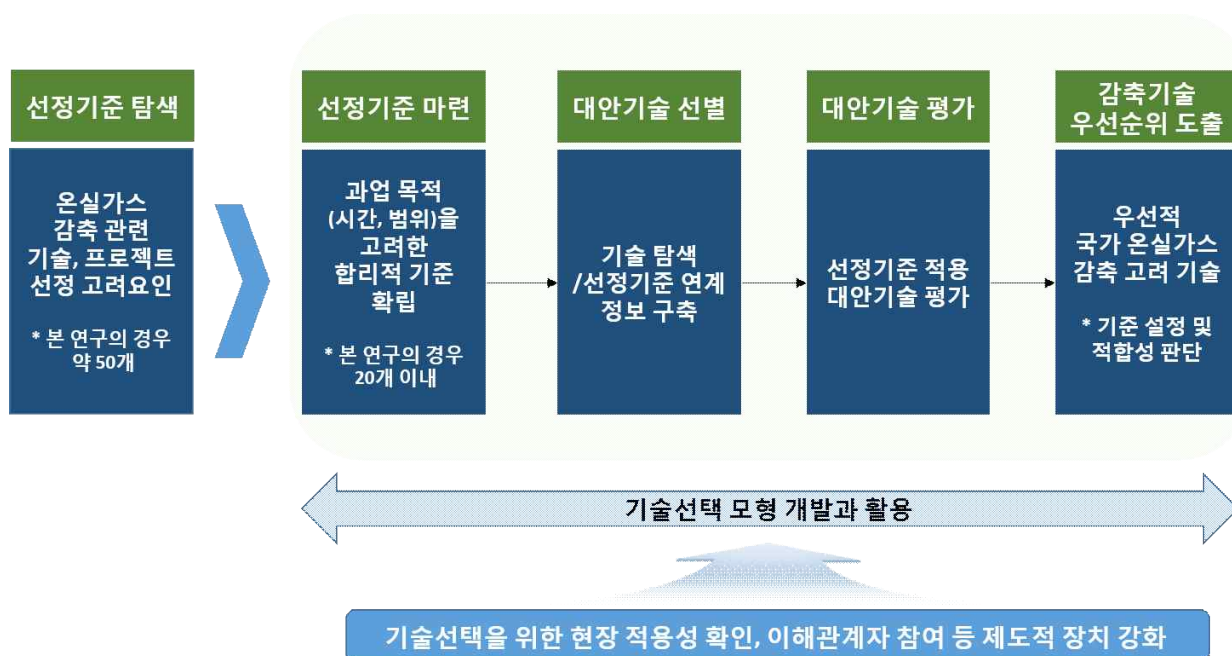 선정기준 탐색
온실가스
감축 관련
기술, 프로젝트
선정 고려요인
* 본 연구의 경우
약 50개
선정기준 마련
과업 목적
(시간, 범위)을
고려한
합리적 기준
확립
* 본 연구의 경우
20개 이내
대안기술 선별
기술 탐색
/선정기준 연계
정보 구축
대안기술 평가
선정기준 적용
대안기술 평가
감축기술
우선순위 도출
우선적
국가 온실가스
감축 고려 기술
* 기준 설정 및
적합성 판단
기술선택 모형 개발과 활용
기술선택을 위한 현장 적용성 확인, 이해관계자 참여 등 제도적 장치 강화